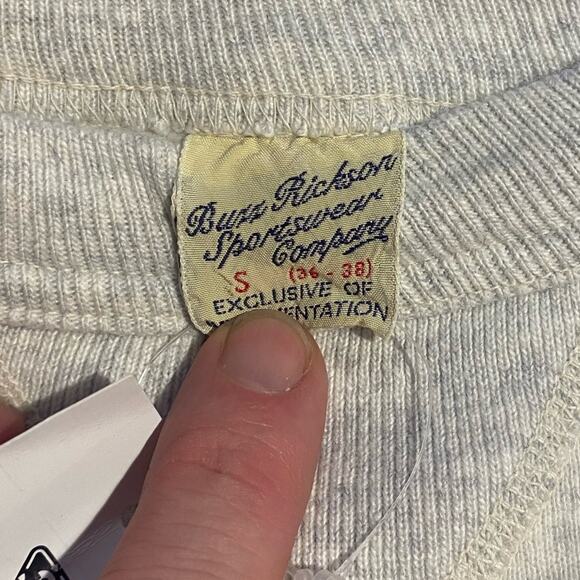 Buzz Rickson
Sportswear
Company
S (36 - 38)
EXCLUSIVE OF